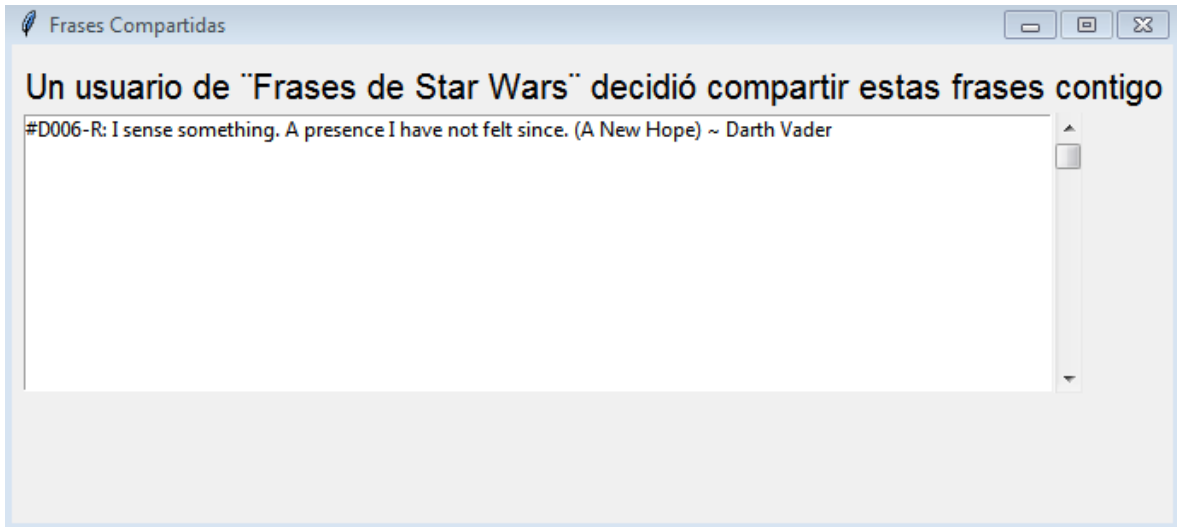 Frases Compartidas
Un usuario de ¨Frases de Star Wars¨ decidió compartir estas frases contigo
#D006-R: I sense something. A presence I have not felt since. (A New Hope) ~ Darth Vader